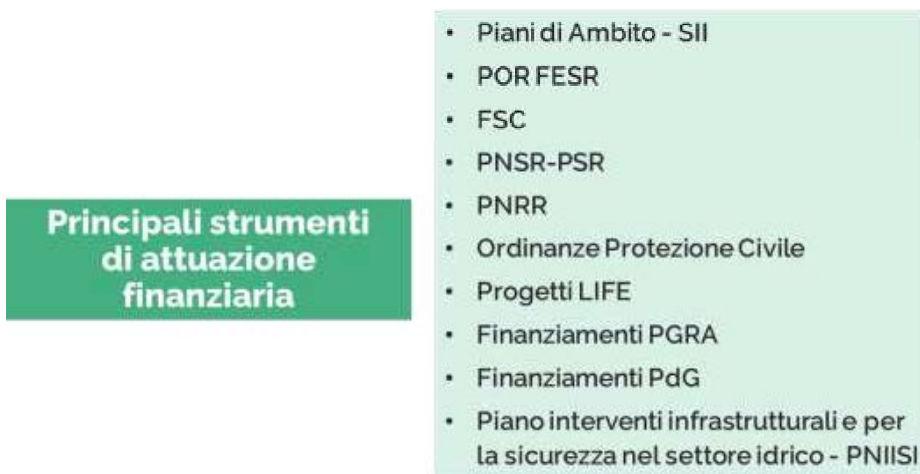 Principali strumenti
di attuazione
finanziaria
• Piani di Ambito - SII
• POR FESR
• FSC
• PNSR-PSR
• PNRR
• Ordinanze Protezione Civile
• Progetti LIFE
• Finanziamenti PGRA
• Finanziamenti PdG
• Piano interventi infrastrutturali e per
la sicurezza nel settore idrico - PNIISI